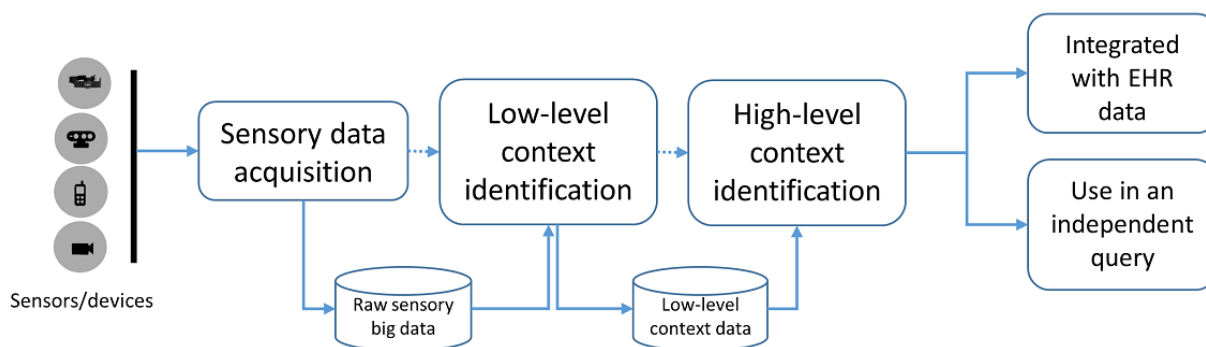 Sensors/devices
Sensory data
acquisition
Raw sensory
big data
Low-level
context
identification
Low-level
context data
High-level
context
identification
Integrated
with EHR
data
Use in an
independent
query